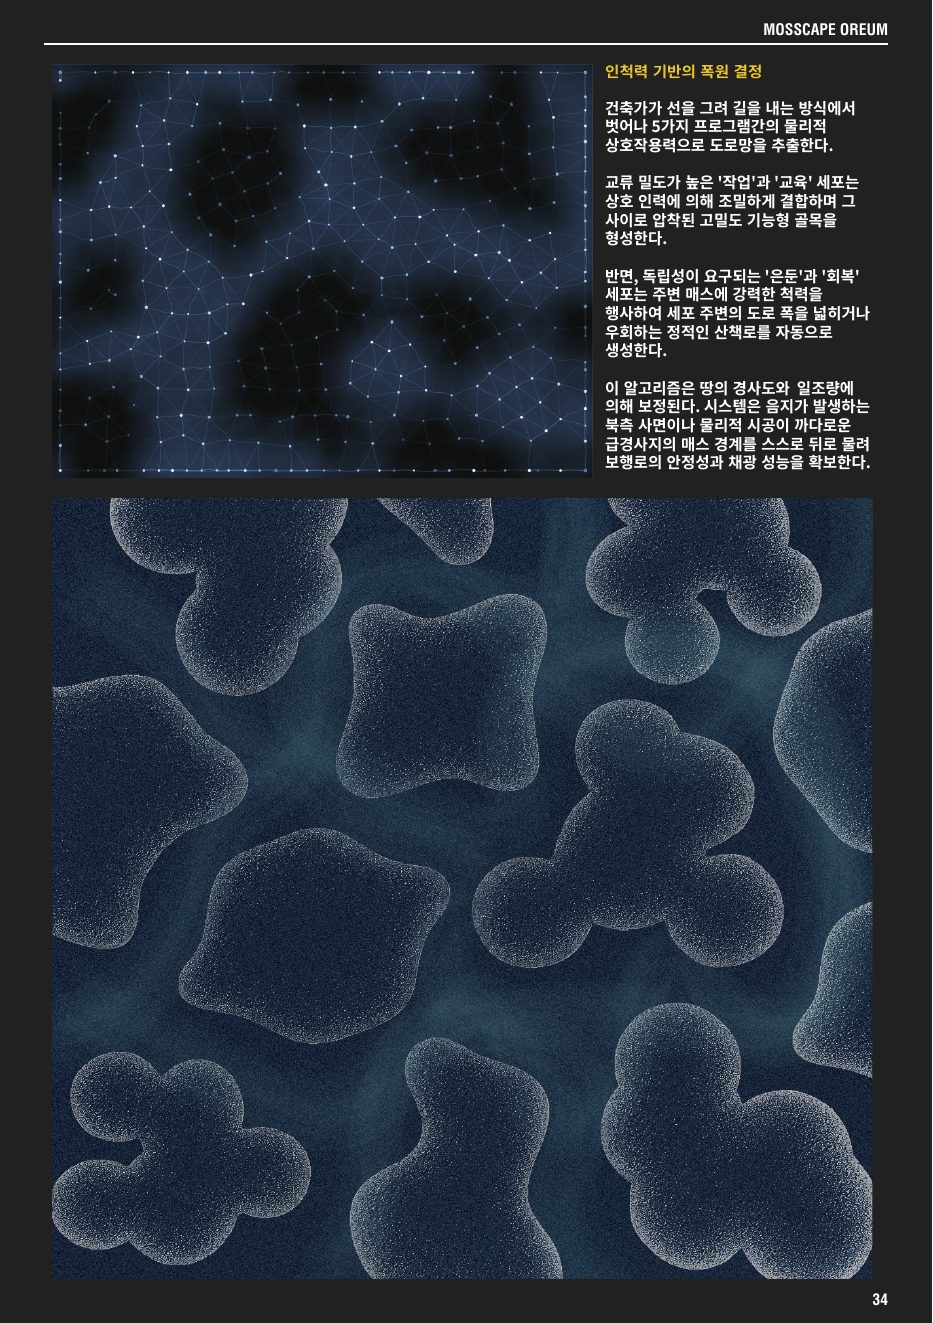 MOSSCAPE OREUM
인척력 기반의 폭원 결정
건축가가 선을 그려 길을 내는 방식에서
벗어나 5가지 프로그램간의 물리적
상호작용력으로 도로망을 추출한다.
교류 밀도가 높은 '작업'과 '교육' 세포는
상호 인력에 의해 조밀하게 결합하며 그
사이로 압착된 고밀도 기능형 골목을
형성한다.
반면, 독립성이 요구되는 '은둔'과 '회복'
세포는 주변 매스에 강력한 척력을
행사하여 세포 주변의 도로 폭을 넓히거나
우회하는 정적인 산책로를 자동으로
생성한다.
이 알고리즘은 땅의 경사도와 일조량에
의해 보정된다. 시스템은 음지가 발생하는
북측 사면이나 물리적 시공이 까다로운
급경사지의 매스 경계를 스스로 뒤로 물려
보행로의 안정성과 채광 성능을 확보한다.
34